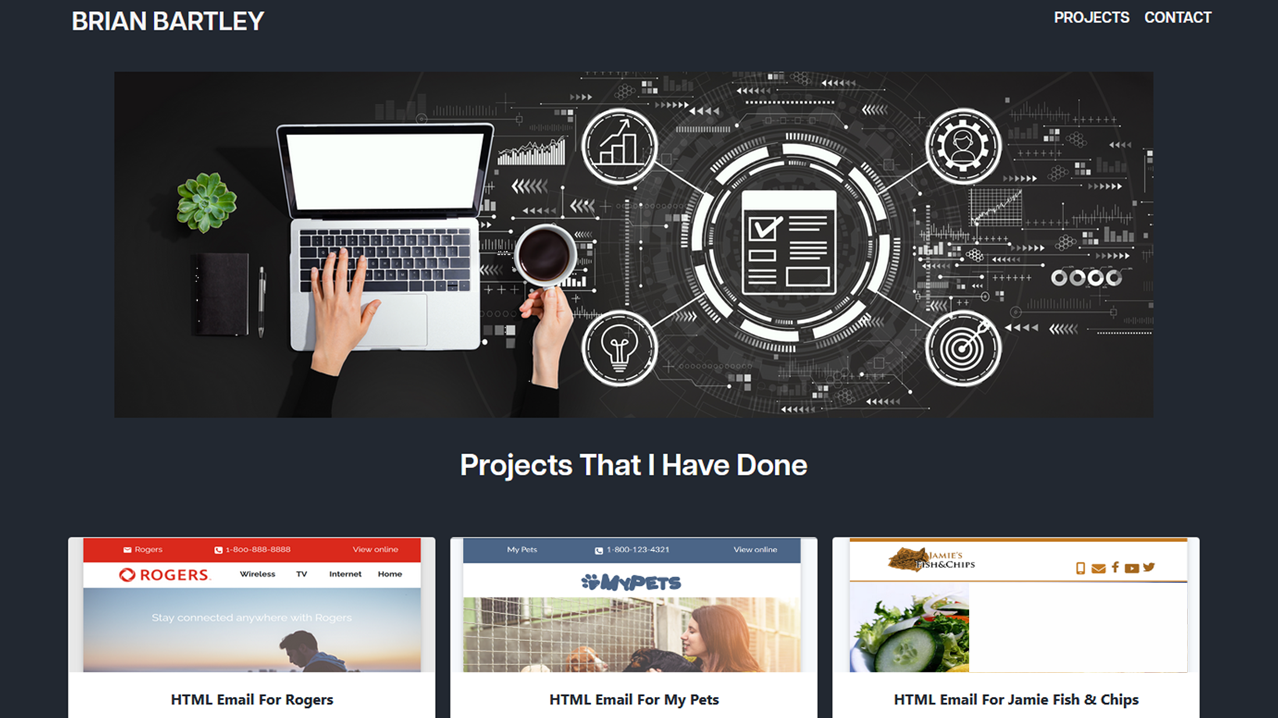 BRIAN BARTLEY
PROJECTS CONTACT
Projects That I Have Done
Rogers 1-800-888-8888 View online
ROGERS Wireless TV Internet Home
Stay connected anywhere with Rogers
HTML Email For Rogers
My Pets 1-800-123-4321 View online
MYPETS
HTML Email For My Pets
JAMIE'S
FISH&CHIPS
HTML Email For Jamie Fish & Chips